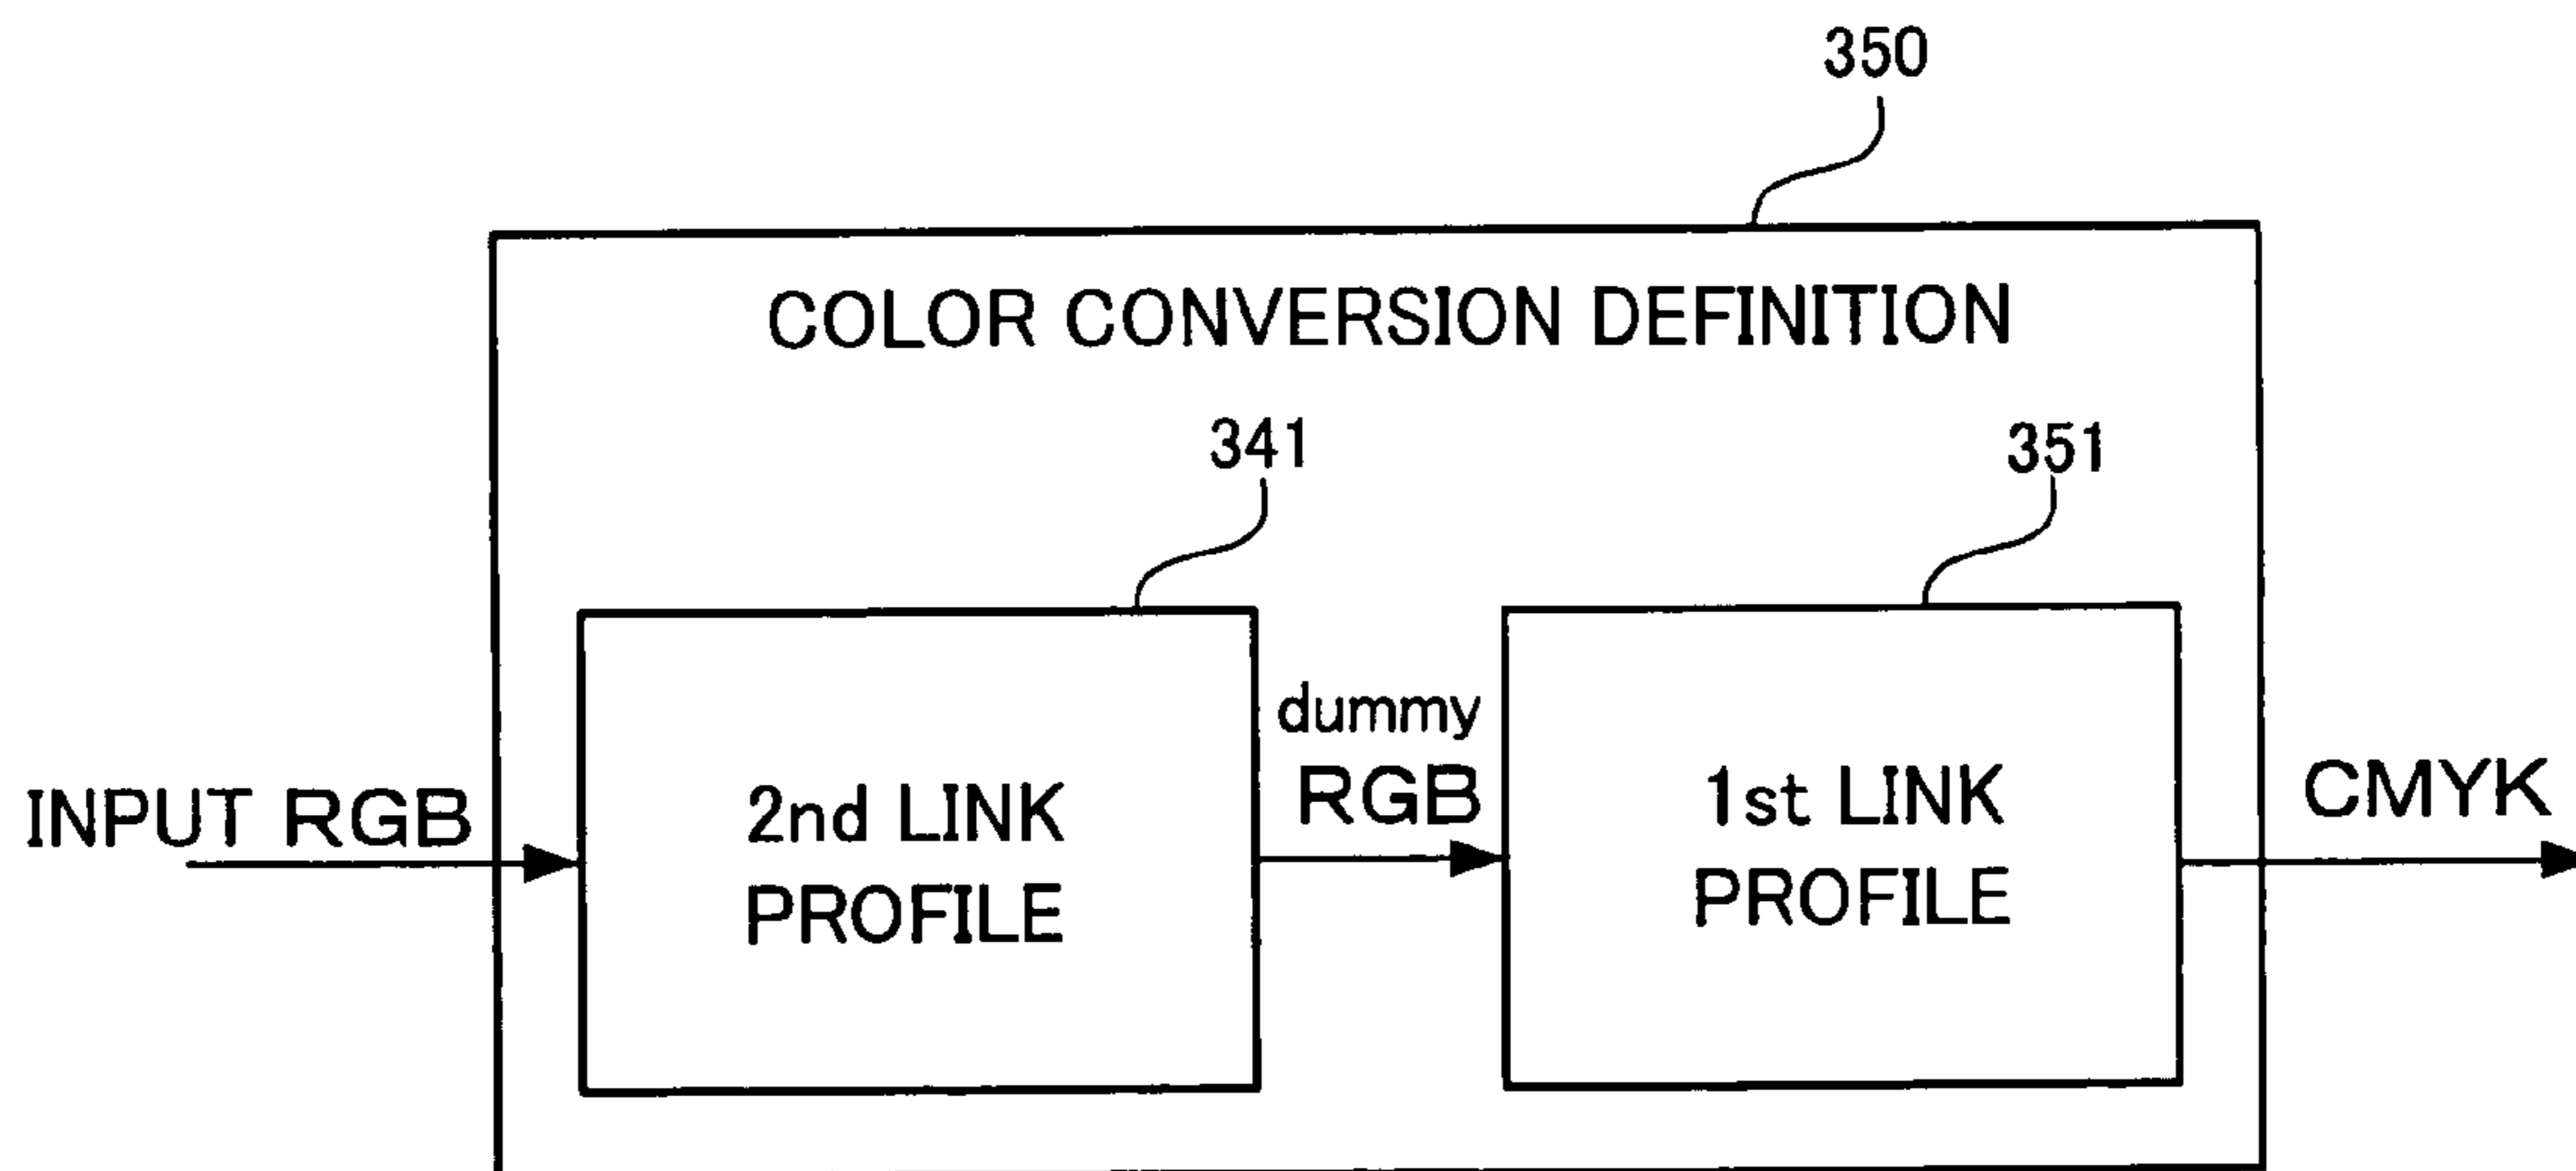 350
COLOR CONVERSION DEFINITION
341
351
INPUT RGB
2nd LINK
PROFILE
dummy
RGB
1st LINK
PROFILE
CMYK